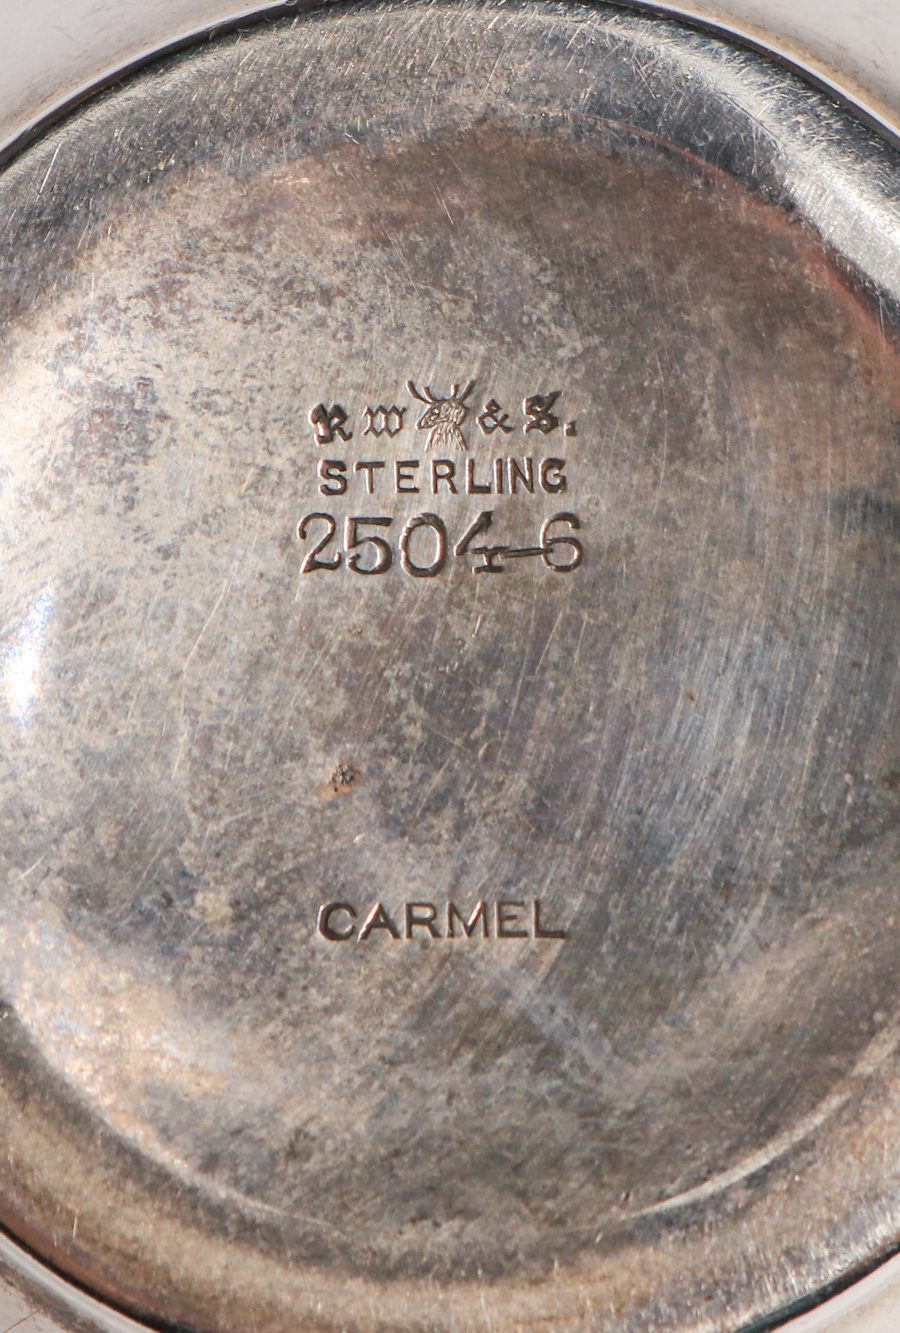 R W & S.
STERLING
2504-6
CARMEL